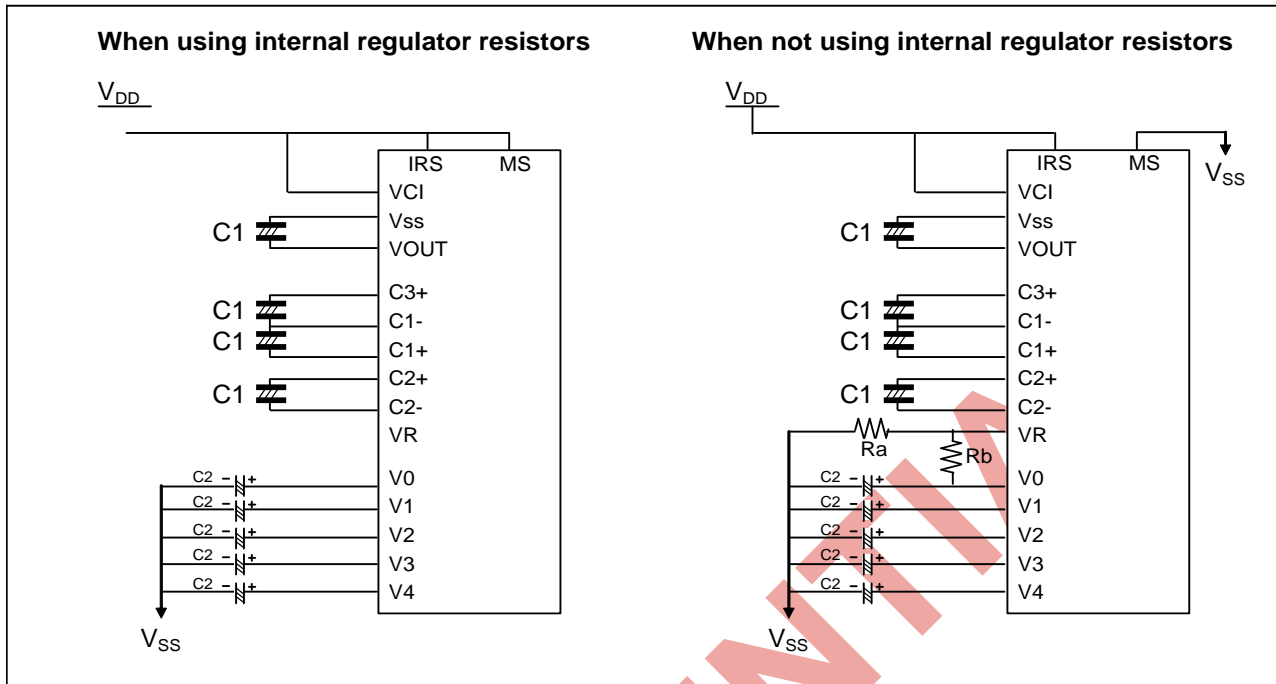 When using internal regulator resistors
VDD
IRS MS
VCI
Vss
C1
VOUT
C3+
C1
C1-
C1
C1+
C2+
C1
C2-
VR
C2 - + V0
C2 - + V1
C2 - + V2
C2 - + V3
C2 - + V4
VSS
When not using internal regulator resistors
VDD
IRS MS
VSS
VCI
Vss
C1
VOUT
C3+
C1
C1-
C1
C1+
C2+
C1
C2-
VR
Ra
Rb
C2 - + V0
C2 - + V1
C2 - + V2
C2 - + V3
C2 - + V4
VSS